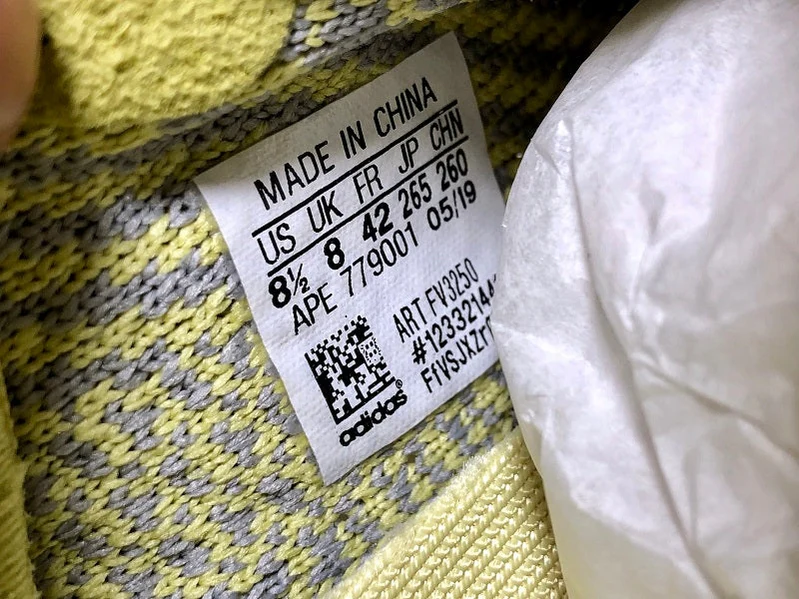 MADE IN CHINA
US UK FR JP CHN
8½ 8 42 265 260
APE 779001 05/19
ART FV3250
adidas®